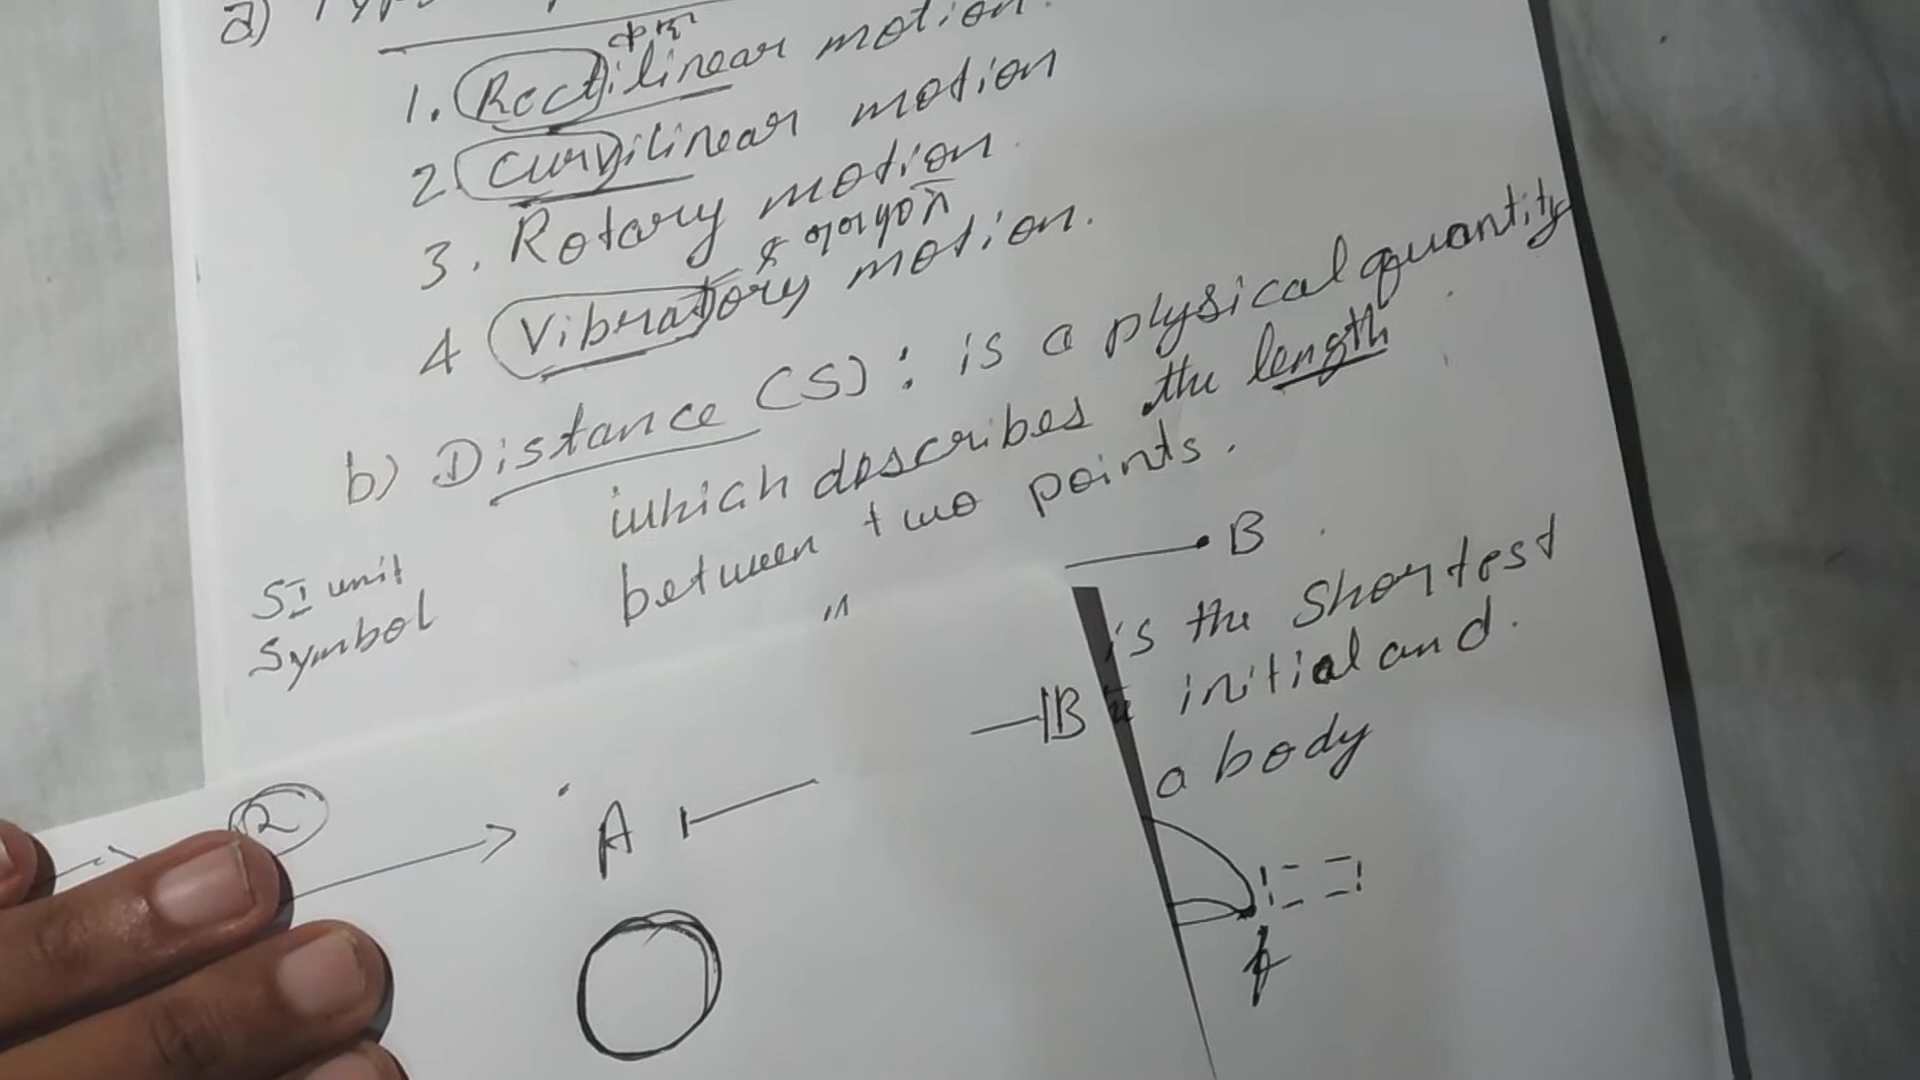 a)
1. Rectilinear motion.
2. Curvilinear motion
3. Rotary motion.
4 Vibratory motion.
b) Distance (S) : is a physical quantity
which describes the length
between two points.
SI unit
Symbol
B
is the Shortest
B
initial and
a body
R
A